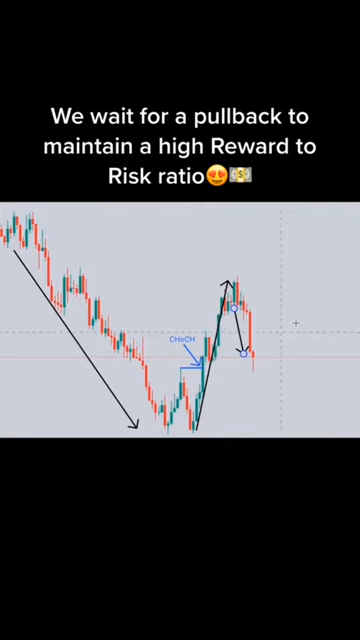 We wait for a pullback to
maintain a high Reward to
Risk ratio😍💵
CHoCH